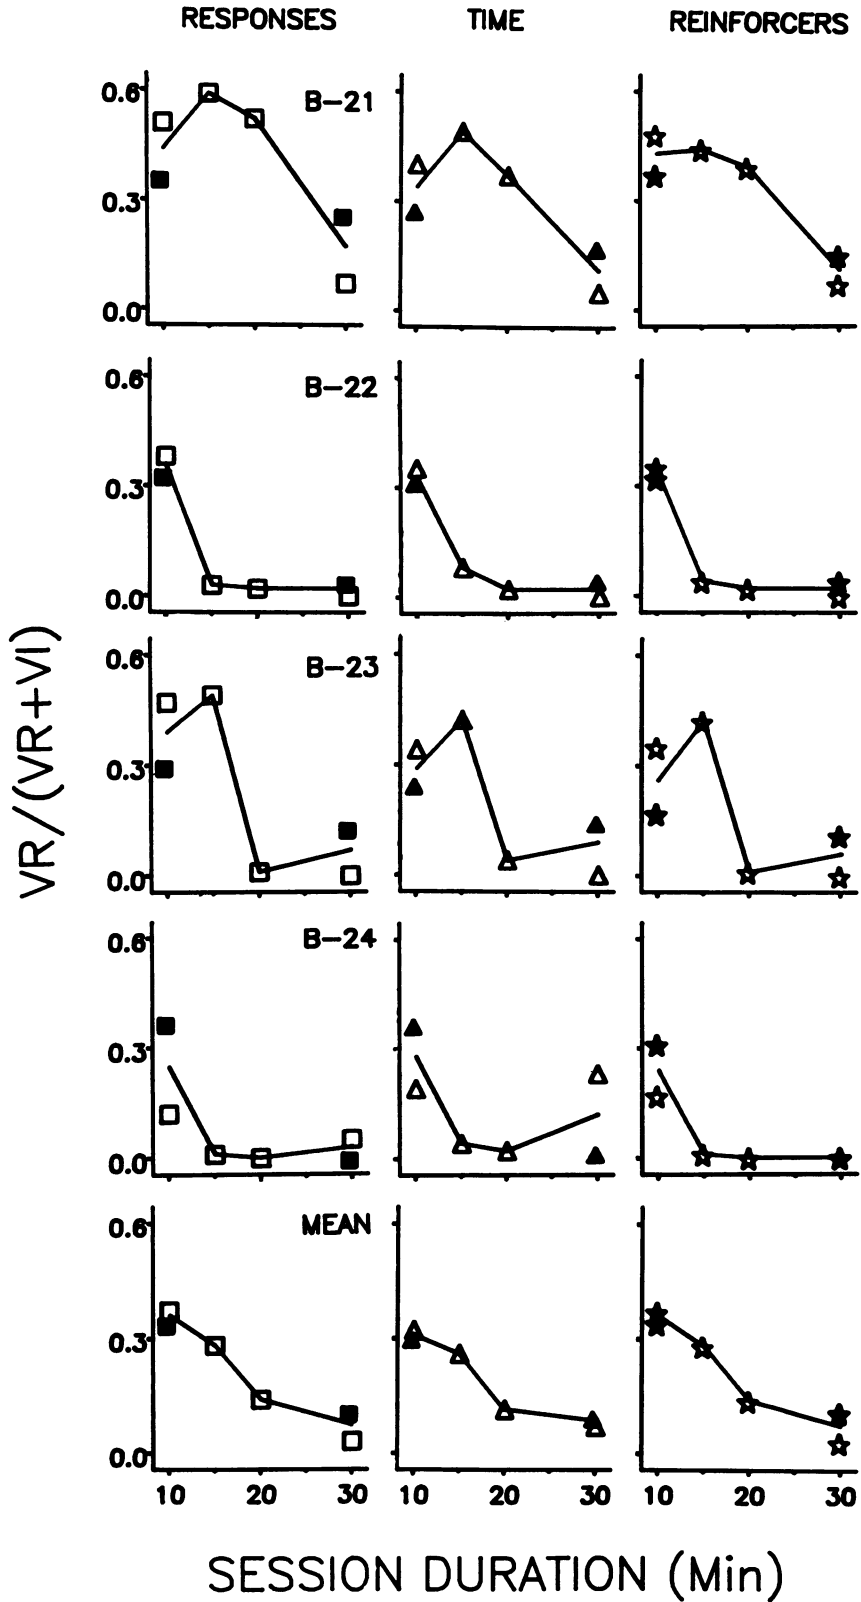 RESPONSES TIME REINFORCERS
0.6 B-21
0.3
0.0
0.6 B-22
0.3
0.0
0.6 B-23
0.3
0.0
0.6 B-24
0.3
0.0
0.6 MEAN
0.3
0.0
10 20 30 10 20 30 10 20 30
VR/(VR+VI)
SESSION DURATION (Min)